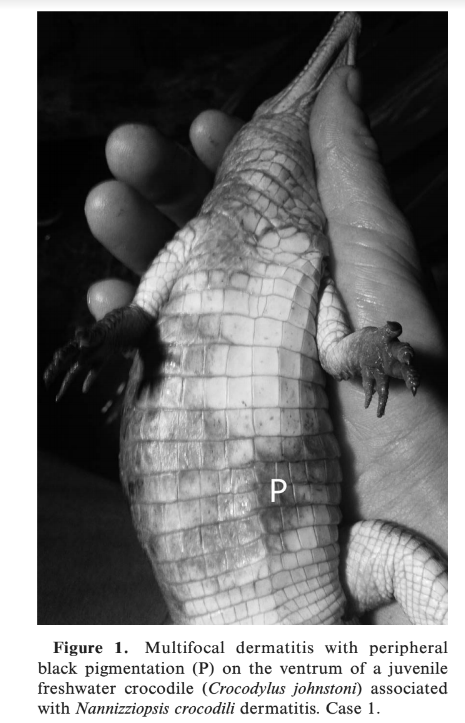 P
Figure 1. Multifocal dermatitis with peripheral
black pigmentation (P) on the ventrum of a juvenile
freshwater crocodile (Crocodylus johnstoni) associated
with Nannizziopsis crocodili dermatitis. Case 1.